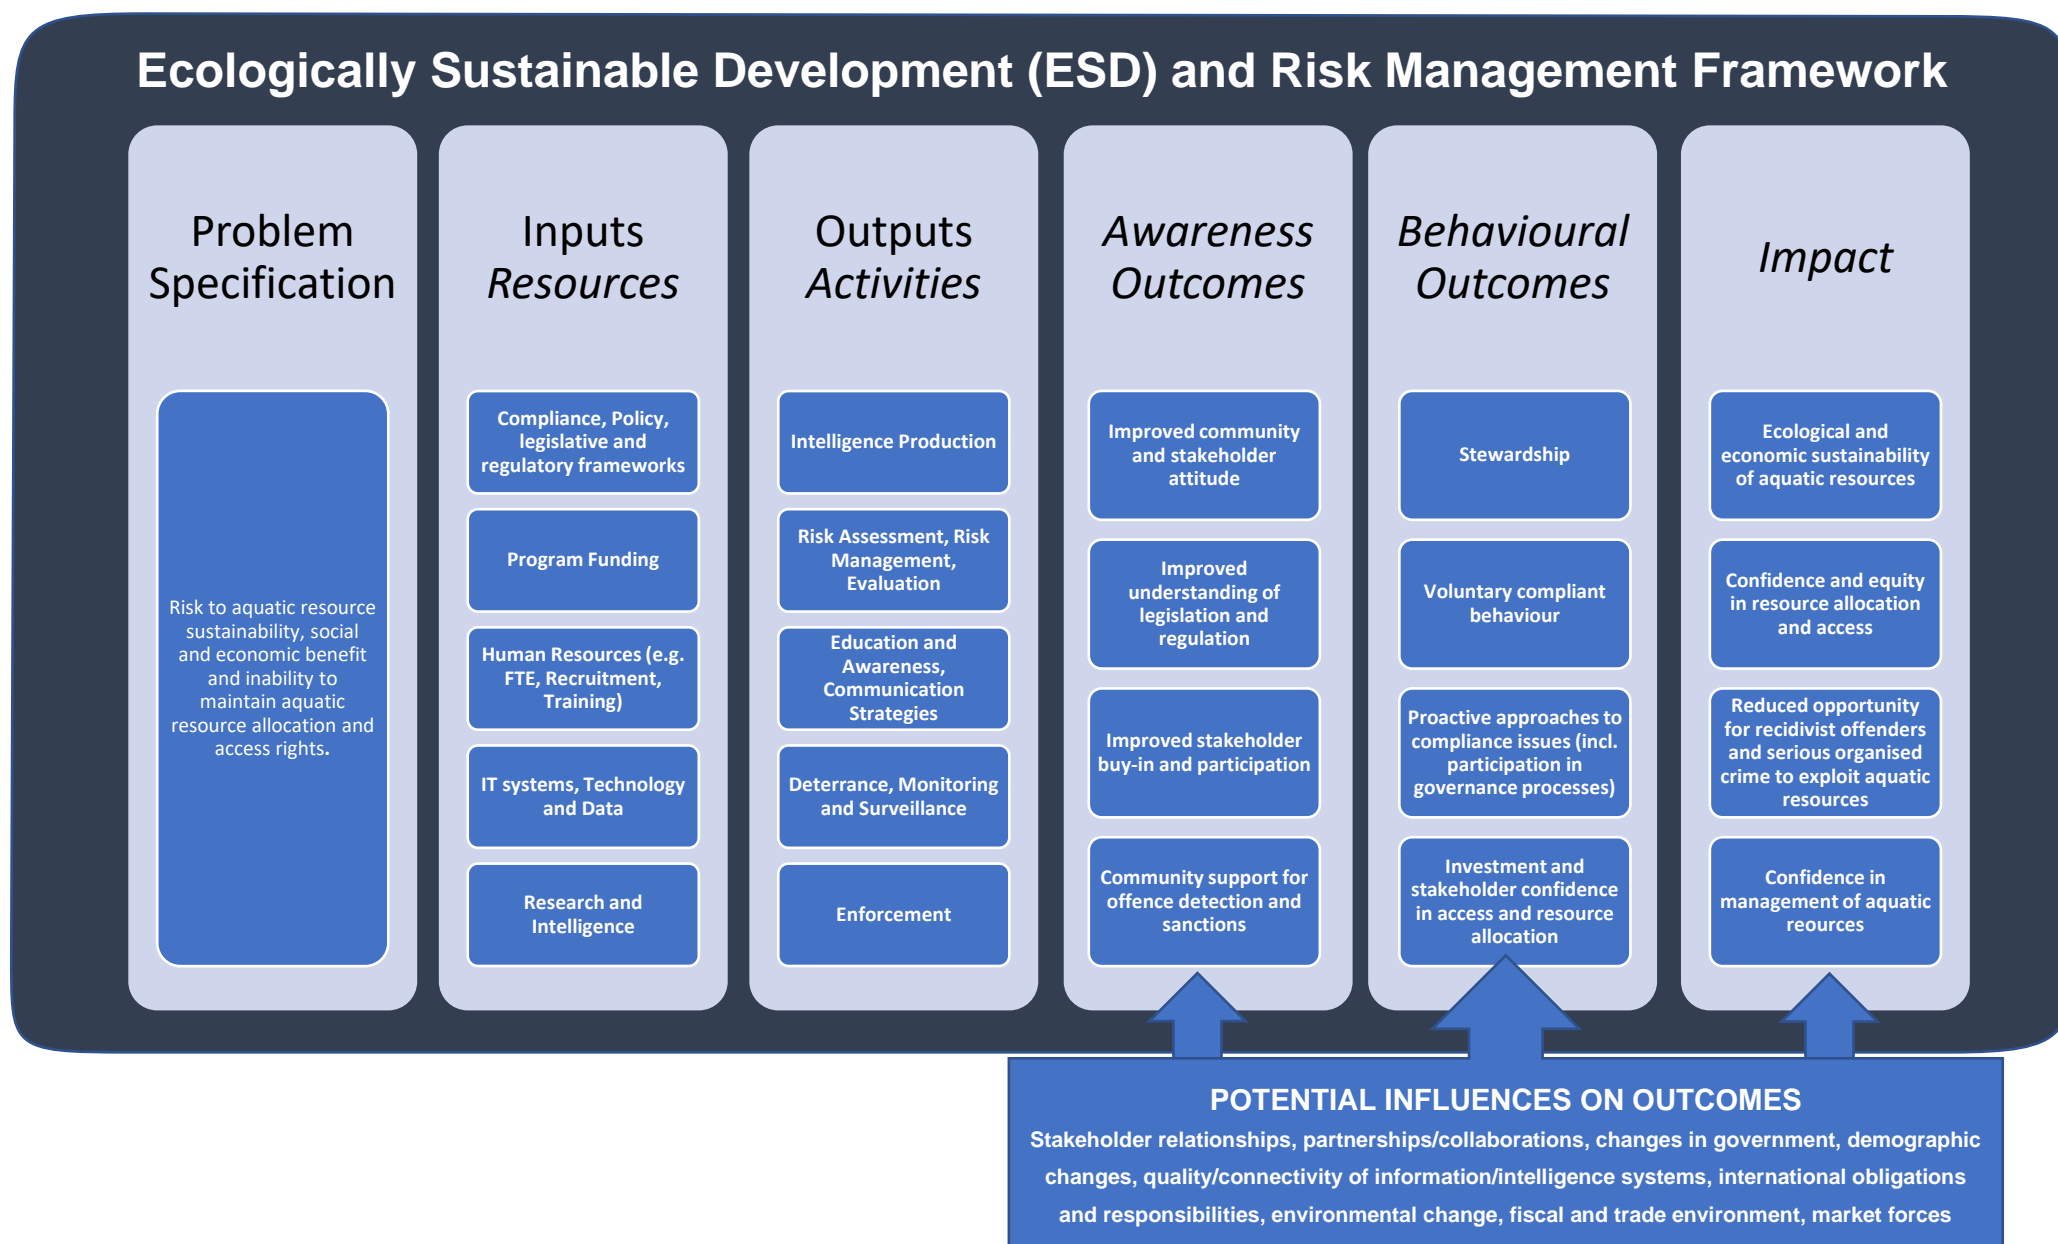 Ecologically Sustainable Development (ESD) and Risk Management Framework
Problem
Specification
Risk to aquatic resource
sustainability, social
and economic benefit
and inability to
maintain aquatic
resource allocation and
access rights.
Inputs
Resources
Compliance, Policy,
legislative and
regulatory frameworks
Program Funding
Human Resources (e.g.
FTE, Recruitment,
Training)
IT systems, Technology
and Data
Research and
Intelligence
Outputs
Activities
Intelligence Production
Risk Assessment, Risk
Management,
Evaluation
Education and
Awareness,
Communication
Strategies
Deterrance, Monitoring
and Surveillance
Enforcement
Awareness
Outcomes
Improved community
and stakeholder
attitude
Improved
understanding of
legislation and
regulation
Improved stakeholder
buy-in and participation
Community support for
offence detection and
sanctions
Behavioural
Outcomes
Stewardship
Voluntary compliant
behaviour
Proactive approaches to
compliance issues (incl.
participation in
governance processes)
Investment and
stakeholder confidence
in access and resource
allocation
Impact
Ecological and
economic sustainability
of aquatic resources
Confidence and equity
in resource allocation
and access
Reduced opportunity
for recidivist offenders
and serious organised
crime to exploit aquatic
resources
Confidence in
management of aquatic
reources
POTENTIAL INFLUENCES ON OUTCOMES
Stakeholder relationships, partnerships/collaborations, changes in government, demographic
changes, quality/connectivity of information/intelligence systems, international obligations
and responsibilities, environmental change, fiscal and trade environment, market forces